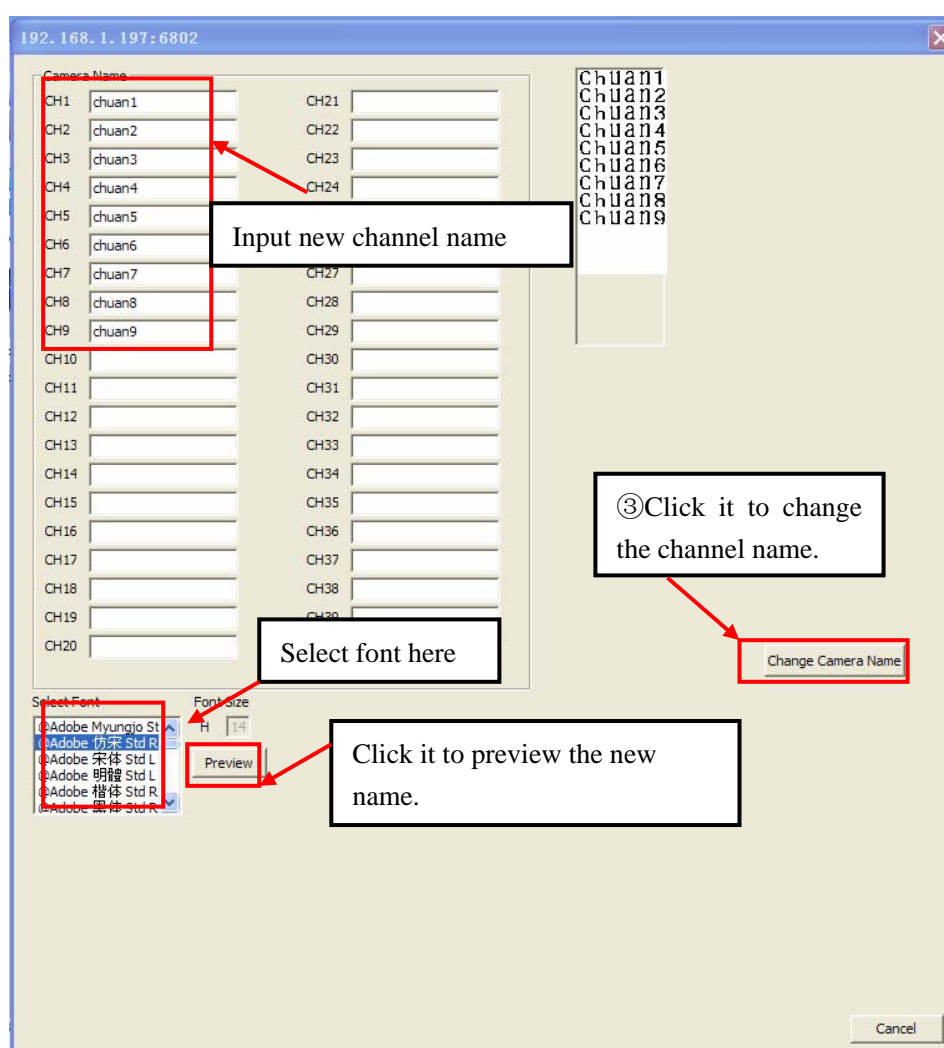 192.168.1.197:6802
Camera Name
CH1 chuan1
CH2 chuan2
CH3 chuan3
CH4 chuan4
CH5 chuan5
CH6 chuan6
CH7 chuan7
CH8 chuan8
CH9 chuan9
CH10
CH11
CH12
CH13
CH14
CH15
CH16
CH17
CH18
CH19
CH20
CH21
CH22
CH23
CH24
CH27
CH28
CH29
CH30
CH31
CH32
CH33
CH34
CH35
CH36
CH37
CH38
CH39
Chuan1
Chuan2
Chuan3
Chuan4
Chuan5
Chuan6
Chuan7
Chuan8
Chuan9
Input new channel name
③Click it to change
the channel name.
Change Camera Name
Select font here
Select Font
Font Size
@Adobe Myungjo St
@Adobe 仿宋 Std R
@Adobe 宋体 Std L
@Adobe 明體 Std L
@Adobe 楷体 Std R
@Adobe 黑体 Std R
H 14
Preview
Click it to preview the new
name.
Cancel